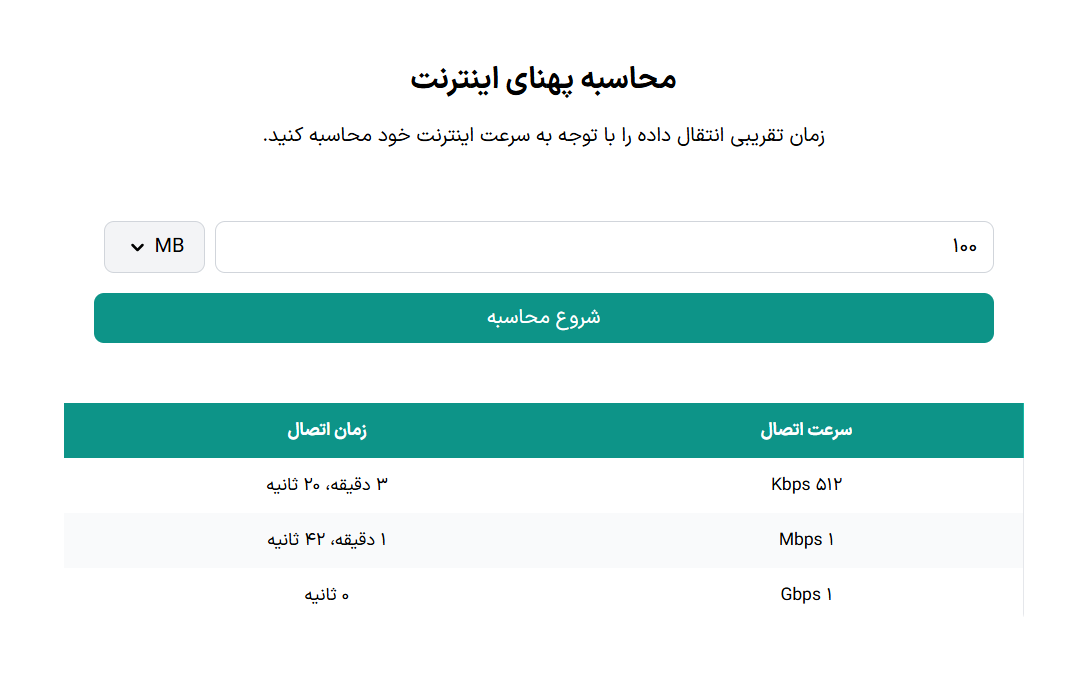 محاسبه پهنای اینترنت
زمان تقریبی انتقال داده را با توجه به سرعت اینترنت خود محاسبه کنید.
۱۰۰
MB
شروع محاسبه
سرعت اتصال	زمان اتصال
۵۱۲ Kbps	۳ دقیقه، ۲۰ ثانیه
۱ Mbps	۱ دقیقه، ۴۲ ثانیه
۱ Gbps	۰ ثانیه